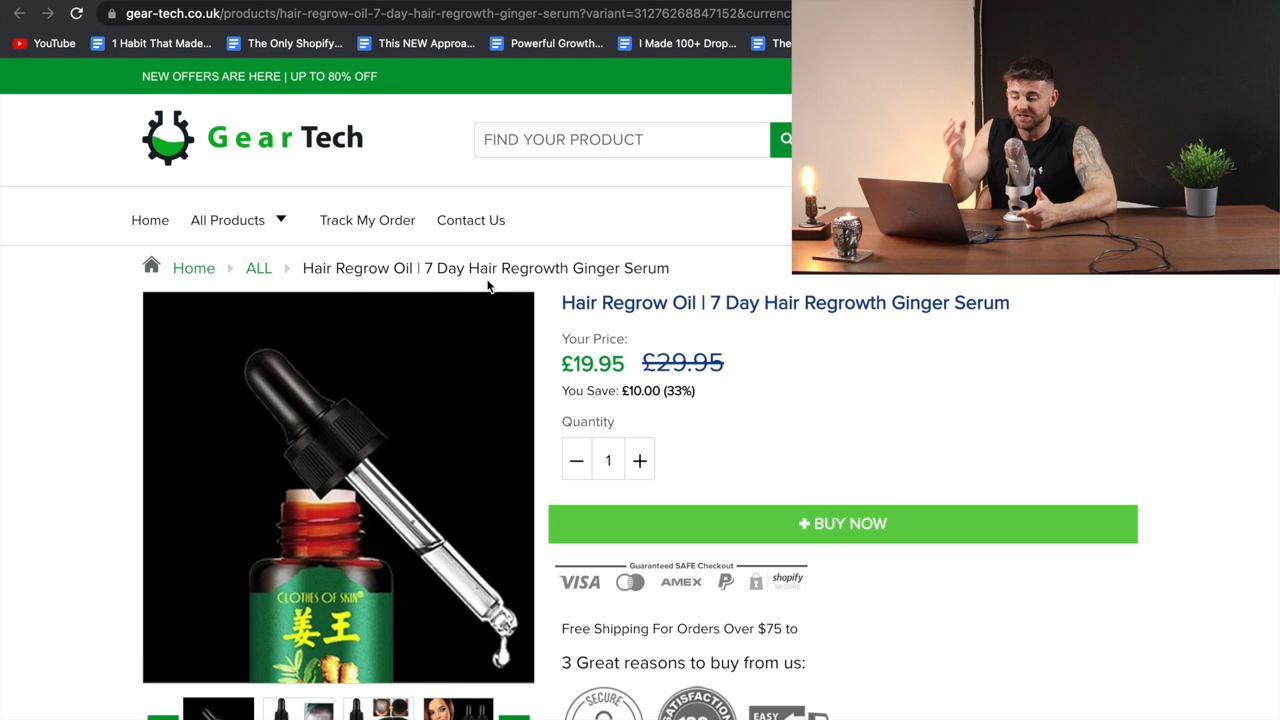 gear-tech.co.uk/products/hair-regrow-oil-7-day-hair-regrowth-ginger-serum?variant=31276268847152&currenc
YouTube
1 Habit That Made...
The Only Shopify...
This NEW Approa...
Powerful Growth...
I Made 100+ Drop...
The
NEW OFFERS ARE HERE | UP TO 80% OFF
Gear Tech
FIND YOUR PRODUCT
Home
All Products
Track My Order
Contact Us
Home
ALL
Hair Regrow Oil | 7 Day Hair Regrowth Ginger Serum
Hair Regrow Oil | 7 Day Hair Regrowth Ginger Serum
Your Price:
£19.95 £29.95
You Save: £10.00 (33%)
Quantity
1
+ BUY NOW
Guaranteed SAFE Checkout
VISA
AMEX
shopify
SECURE
CLOTHES OF SKIN
姜王
Free Shipping For Orders Over $75 to
3 Great reasons to buy from us:
SECURE
SATISFACTION
EASY